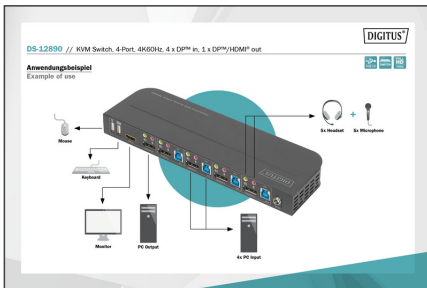 DIGITUS®
DS-12890 // KVM Switch, 4-Port, 4K60Hz, 4 x DP™ in, 1 x DP™/HDMI® out
Anwendungsbeispiel
Example of use
Mouse
Keyboard
Monitor
PC Output
4x PC Input
5x Headset
+
5x Microphone
DIGITUS